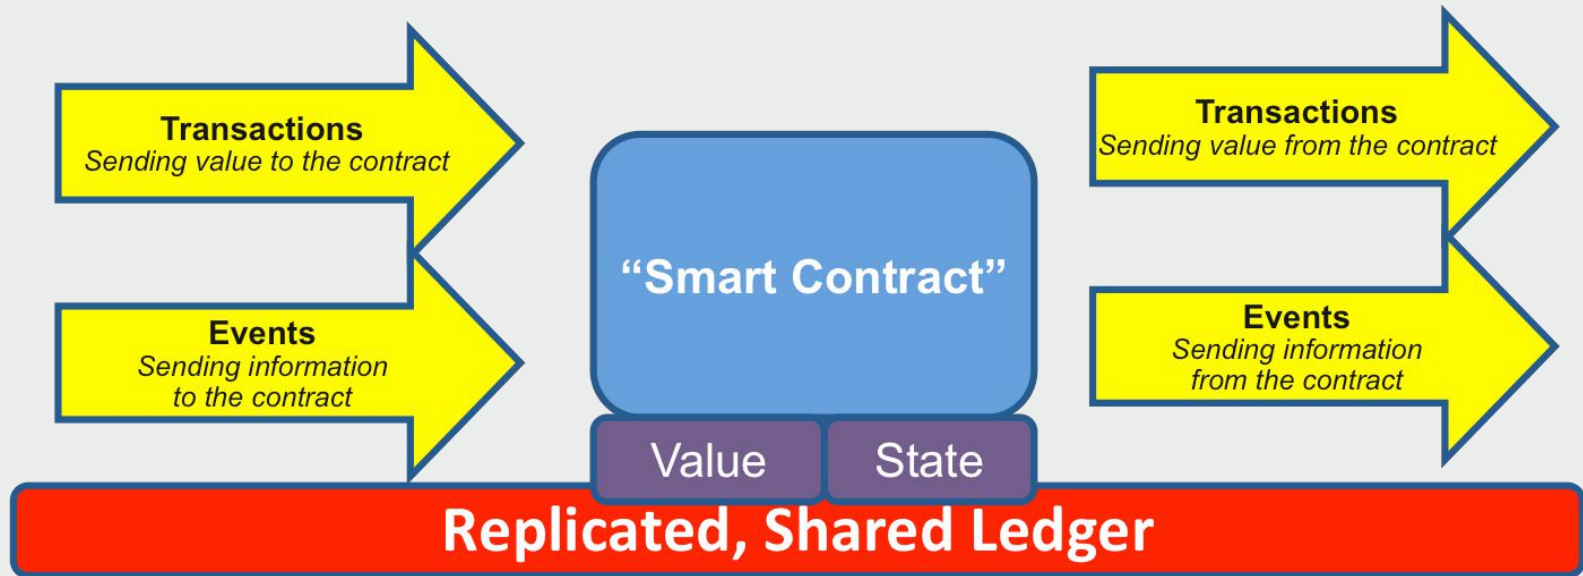 Transactions
Sending value to the contract
Events
Sending information
to the contract
“Smart Contract”
Value
State
Transactions
Sending value from the contract
Events
Sending information
from the contract
Replicated, Shared Ledger